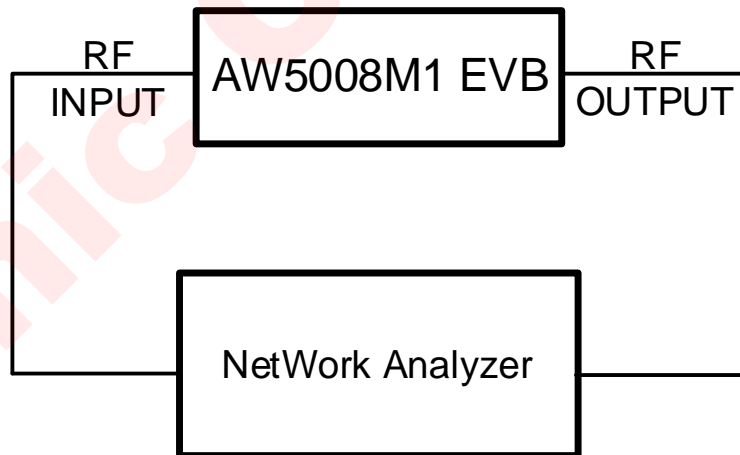 RF
INPUT
AW5008M1 EVB
RF
OUTPUT
NetWork Analyzer